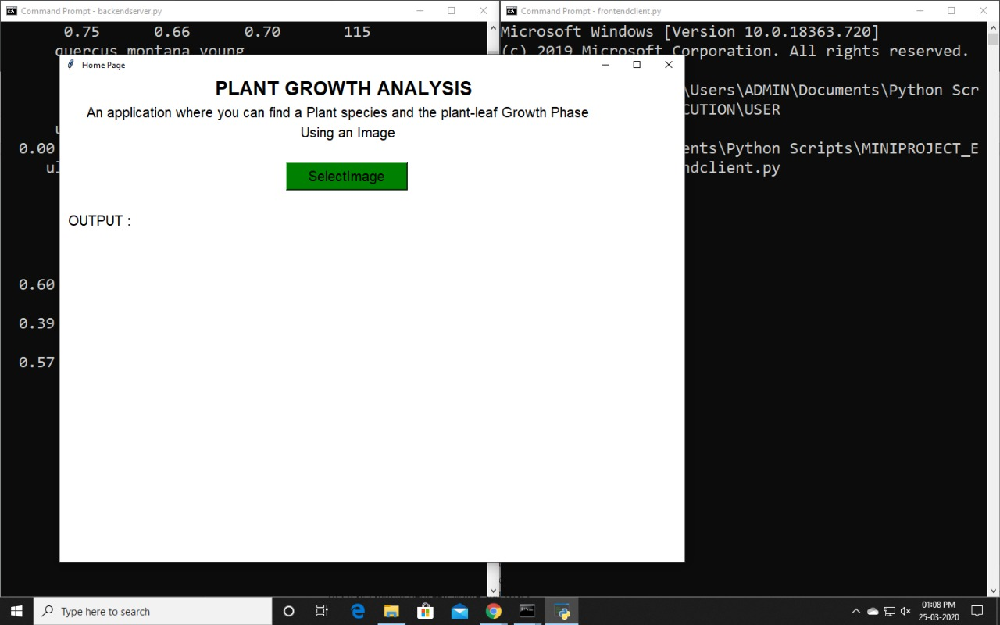 Command Prompt - backendserver.py
0.75 0.66 0.70 115
quercus montana young
0.00
0.60
0.39
0.57
Command Prompt - frontendclient.py
Microsoft Windows [Version 10.0.18363.720]
(c) 2019 Microsoft Corporation. All rights reserved.
\Users\ADMIN\Documents\Python Scr
CUTION\USER
ents\Python Scripts\MINIPROJECT_E
ndclient.py
Home Page
PLANT GROWTH ANALYSIS
An application where you can find a Plant species and the plant-leaf Growth Phase
Using an Image
SelectImage
OUTPUT :
Type here to search
01:08 PM
25-03-2020